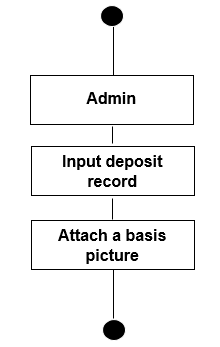 Admin
Input deposit
record
Attach a basis
picture